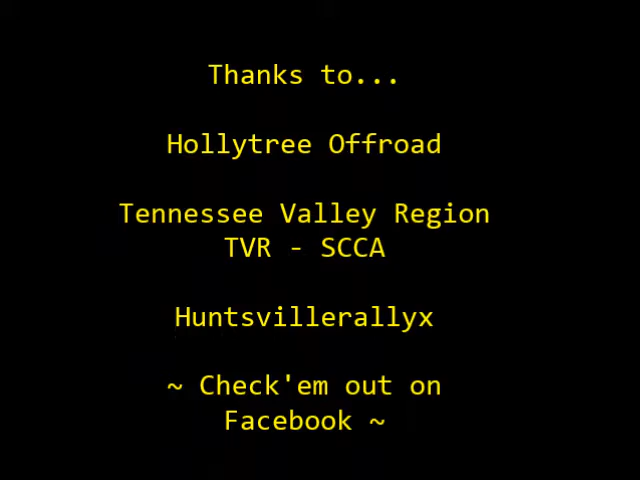 Thanks to...
Hollytree Offroad
Tennessee Valley Region
TVR - SCCA
Huntsvillerallyx
~ Check'em out on
Facebook ~